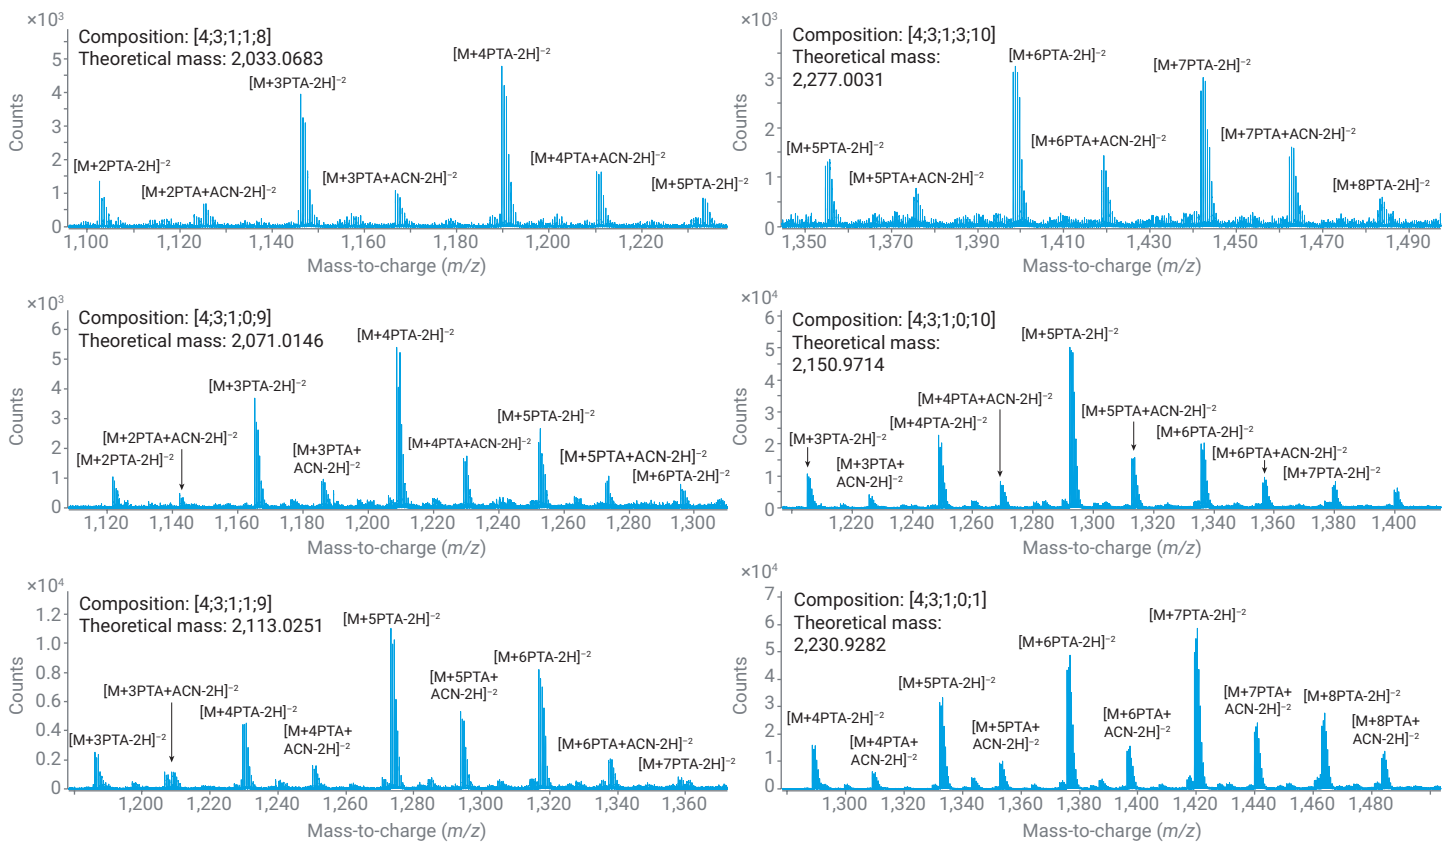 ×10³
Composition: [4;3;1;1;8]
Theoretical mass: 2,033.0683
[M+2PTA-2H]⁻²
[M+2PTA+ACN-2H]⁻²
[M+3PTA-2H]⁻²
[M+3PTA+ACN-2H]⁻²
[M+4PTA-2H]⁻²
[M+4PTA+ACN-2H]⁻²
[M+5PTA-2H]⁻²
5
4
3
2
1
0
Counts
1,100 1,120 1,140 1,160 1,180 1,200 1,220
Mass-to-charge (m/z)
×10³
Composition: [4;3;1;3;10]
Theoretical mass:
2,277.0031
[M+5PTA-2H]⁻²
[M+5PTA+ACN-2H]⁻²
[M+6PTA-2H]⁻²
[M+6PTA+ACN-2H]⁻²
[M+7PTA-2H]⁻²
[M+7PTA+ACN-2H]⁻²
[M+8PTA-2H]⁻²
3
2
1
0
Counts
1,350 1,370 1,390 1,410 1,430 1,450 1,470 1,490
Mass-to-charge (m/z)
×10³
Composition: [4;3;1;0;9]
Theoretical mass: 2,071.0146
[M+2PTA+ACN-2H]⁻²
[M+2PTA-2H]⁻²
[M+3PTA-2H]⁻²
[M+3PTA+
ACN-2H]⁻²
[M+4PTA-2H]⁻²
[M+4PTA+ACN-2H]⁻²
[M+5PTA-2H]⁻²
[M+5PTA+ACN-2H]⁻²
[M+6PTA-2H]⁻²
6
5
4
3
2
1
0
Counts
1,120 1,140 1,160 1,180 1,200 1,220 1,240 1,260 1,280 1,300
Mass-to-charge (m/z)
×10⁴
Composition: [4;3;1;0;10]
Theoretical mass:
2,150.9714
[M+3PTA-2H]⁻²
[M+3PTA+
ACN-2H]⁻²
[M+4PTA-2H]⁻²
[M+4PTA+ACN-2H]⁻²
[M+5PTA-2H]⁻²
[M+5PTA+ACN-2H]⁻²
[M+6PTA-2H]⁻²
[M+6PTA+ACN-2H]⁻²
[M+7PTA-2H]⁻²
6
5
4
3
2
1
0
Counts
1,220 1,240 1,260 1,280 1,300 1,320 1,340 1,360 1,380 1,400
Mass-to-charge (m/z)
×10⁴
Composition: [4;3;1;1;9]
Theoretical mass: 2,113.0251
[M+3PTA-2H]⁻²
[M+3PTA+ACN-2H]⁻²
[M+4PTA-2H]⁻²
[M+4PTA+
ACN-2H]⁻²
[M+5PTA-2H]⁻²
[M+5PTA+
ACN-2H]⁻²
[M+6PTA-2H]⁻²
[M+6PTA+ACN-2H]⁻²
[M+7PTA-2H]⁻²
1.2
1.0
0.8
0.6
0.4
0.2
0
Counts
1,200 1,220 1,240 1,260 1,280 1,300 1,320 1,340 1,360
Mass-to-charge (m/z)
×10⁴
Composition: [4;3;1;0;1]
Theoretical mass:
2,230.9282
[M+4PTA-2H]⁻²
[M+4PTA+
ACN-2H]⁻²
[M+5PTA-2H]⁻²
[M+5PTA+
ACN-2H]⁻²
[M+6PTA-2H]⁻²
[M+6PTA+
ACN-2H]⁻²
[M+7PTA-2H]⁻²
[M+7PTA+
ACN-2H]⁻²
[M+8PTA-2H]⁻²
[M+8PTA+
ACN-2H]⁻²
7
6
5
4
3
2
1
0
Counts
1,300 1,320 1,340 1,360 1,380 1,400 1,420 1,440 1,460 1,480
Mass-to-charge (m/z)